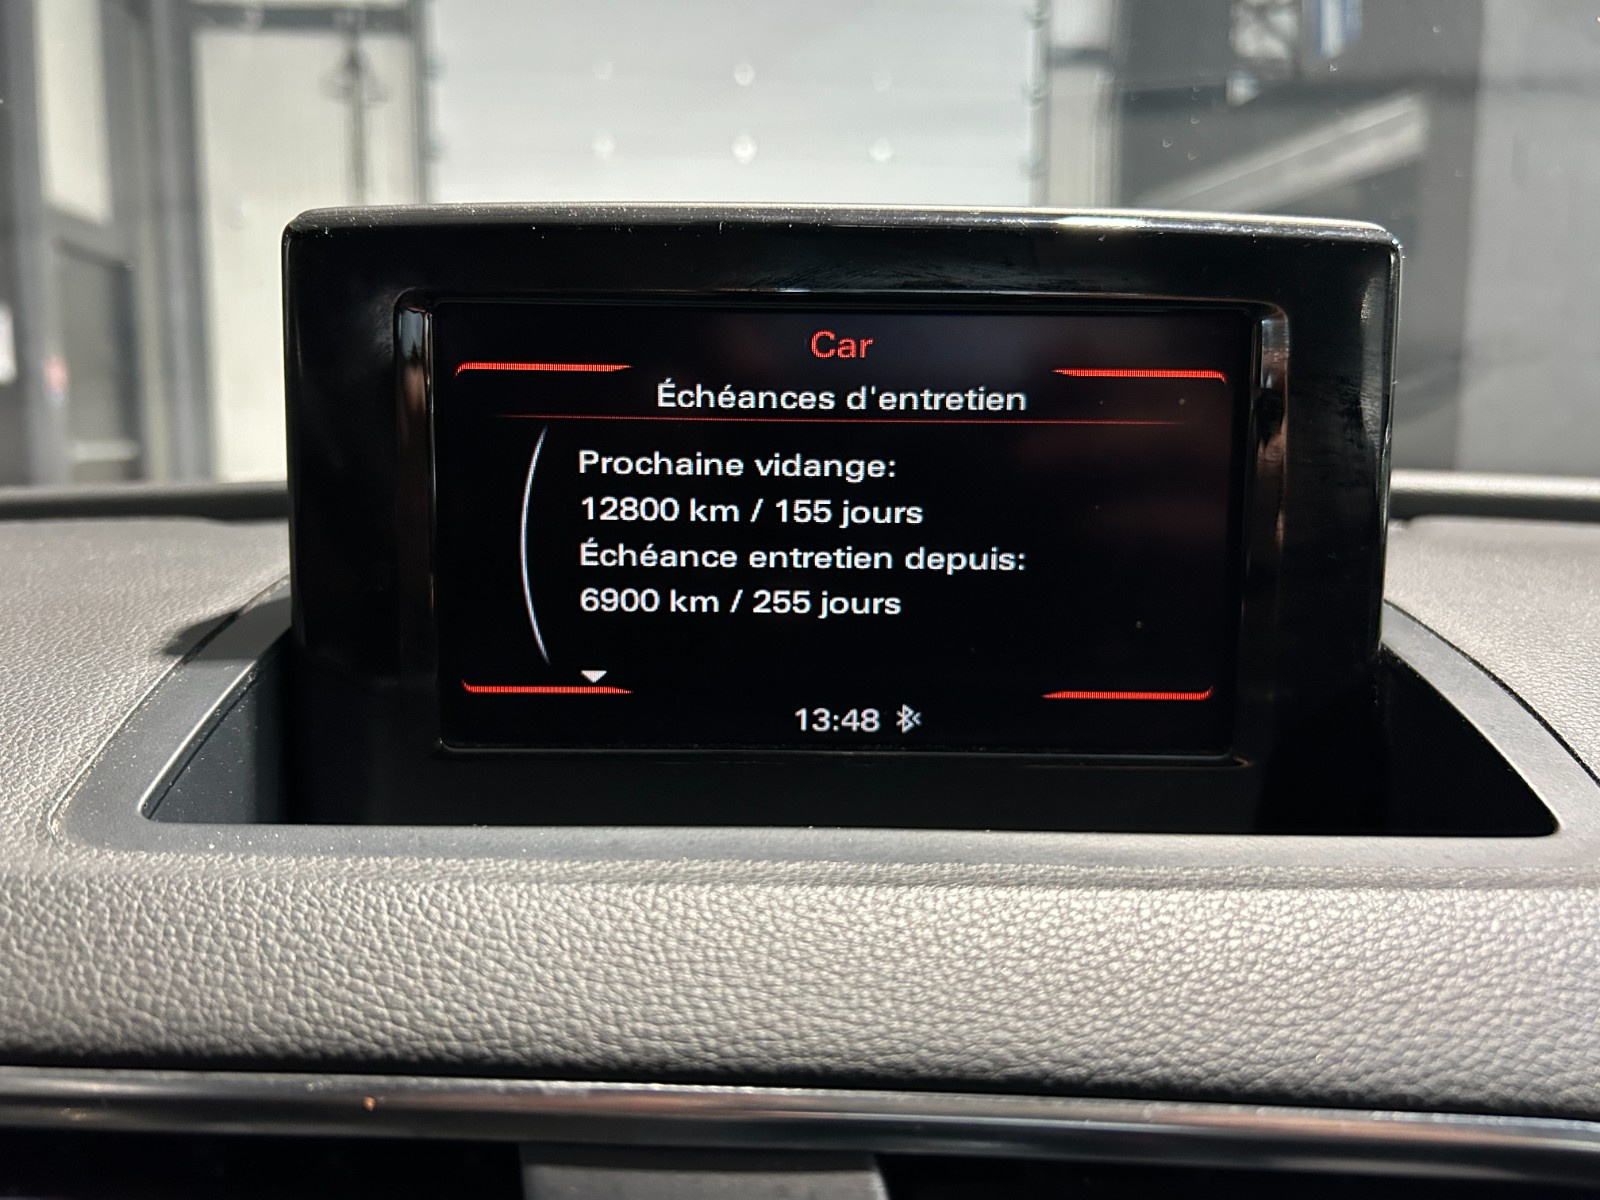 Car
Échéances d'entretien
Prochaine vidange:
12800 km / 155 jours
Échéance entretien depuis:
6900 km / 255 jours
13:48